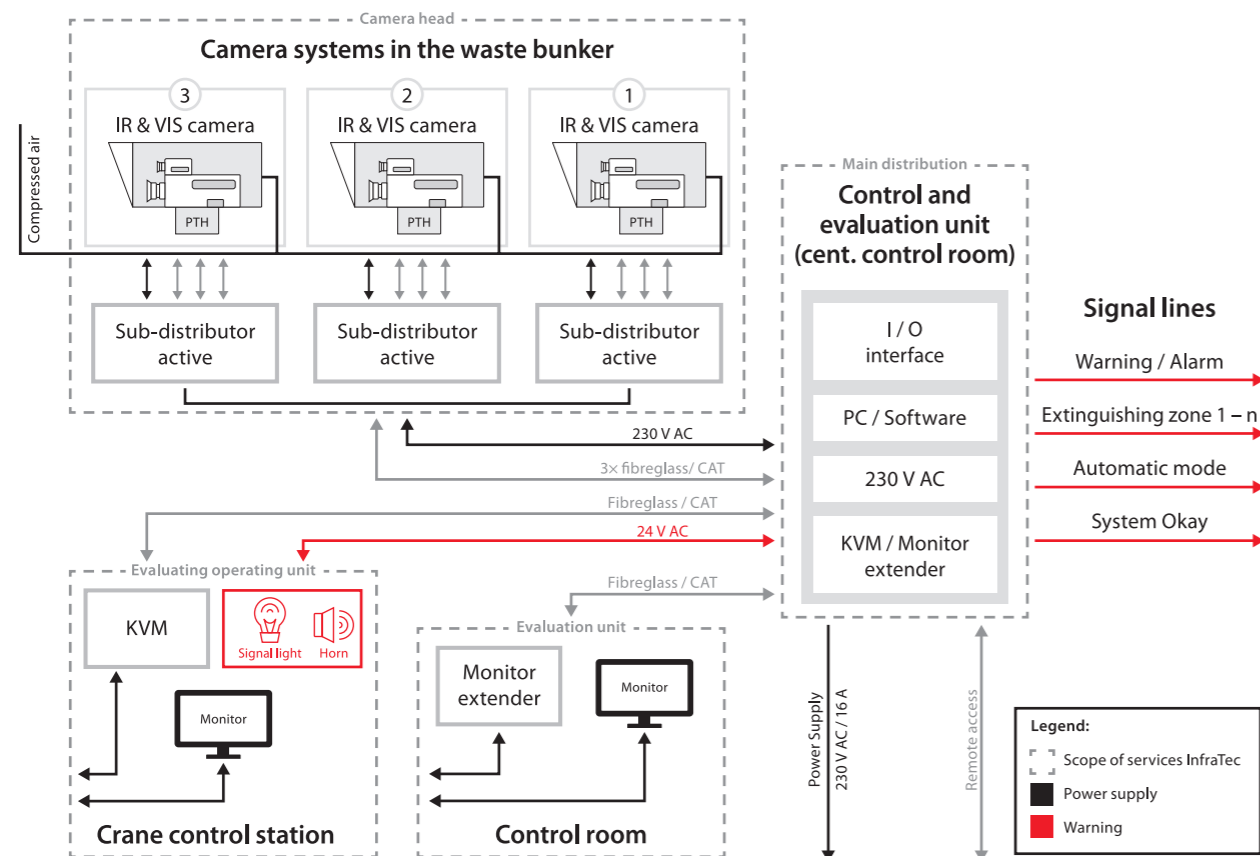 Camera head
Camera systems in the waste bunker
3
2
1
IR & VIS camera
IR & VIS camera
IR & VIS camera
PTH
PTH
PTH
Compressed air
Sub-distributor
active
Sub-distributor
active
Sub-distributor
active
230 V AC
3× fibreglass/ CAT
Fibreglass / CAT
24 V AC
Fibreglass / CAT
Main distribution
Control and
evaluation unit
(cent. control room)
I / O
interface
PC / Software
230 V AC
KVM / Monitor
extender
Signal lines
Warning / Alarm
Extinguishing zone 1 – n
Automatic mode
System Okay
Evaluating operating unit
KVM
Signal light
Horn
Monitor
Crane control station
Evaluation unit
Monitor
extender
Monitor
Control room
Power Supply
230 V AC / 16 A
Remote access
Legend:
Scope of services InfraTec
Power supply
Warning